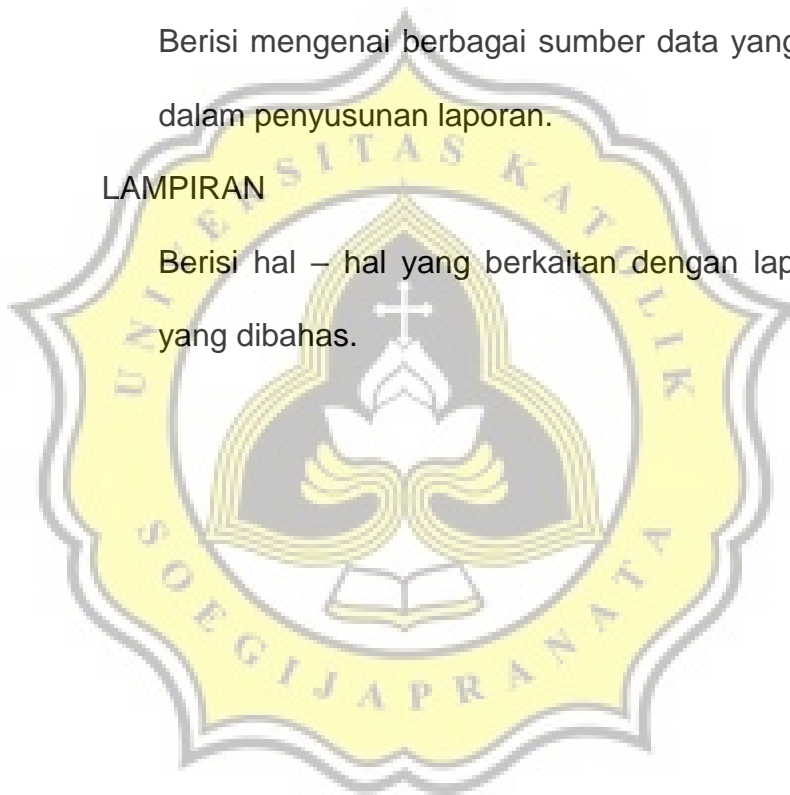 Berisi mengenai berbagai sumber data yang
dalam penyusunan laporan.
LAMPIRAN
Berisi hal – hal yang berkaitan dengan lap
yang dibahas.
UNIVERSITAS KATOLIK
SOEGIJAPRANATA